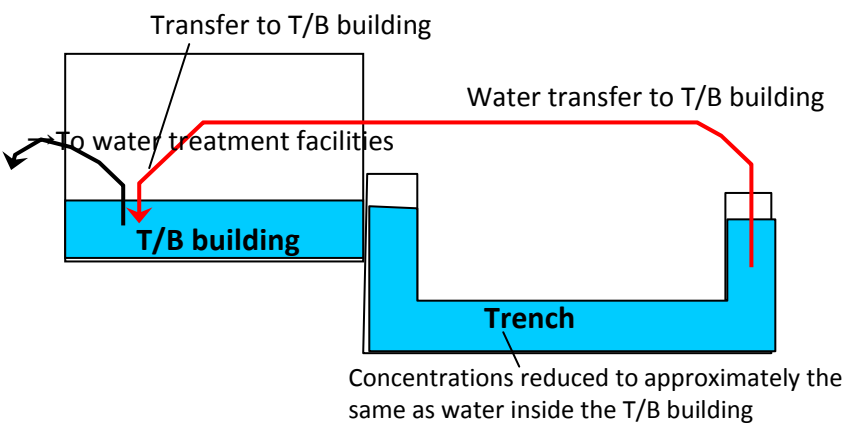 Transfer to T/B building
Water transfer to T/B building
→To water treatment facilities
T/B building
Trench
Concentrations reduced to approximately the
same as water inside the T/B building